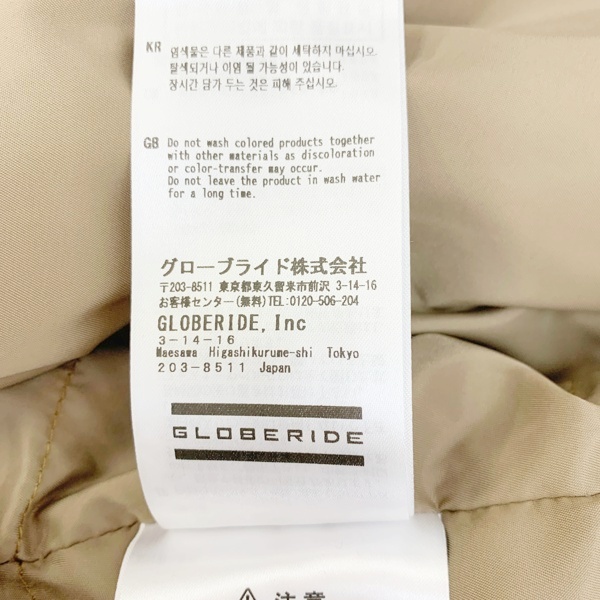 KR 염색물은 다른 제품과 같이 세탁하지 마십시오.
탈색되거나 이염 될 가능성이 있습니다.
장시간 담가 두는 것은 피해 주십시오.
GB Do not wash colored products together
with other materials as discoloration
or color-transfer may occur.
Do not leave the product in wash water
for a long time.
グローブライド株式会社
〒203-8511 東京都東久留米市前沢 3-14-16
お客様センター(無料)TEL:0120-506-204
GLOBERIDE, Inc
3-14-16
Maesawa Higashikurume-shi Tokyo
203-8511 Japan
GLOBERIDE
⚠ 注意